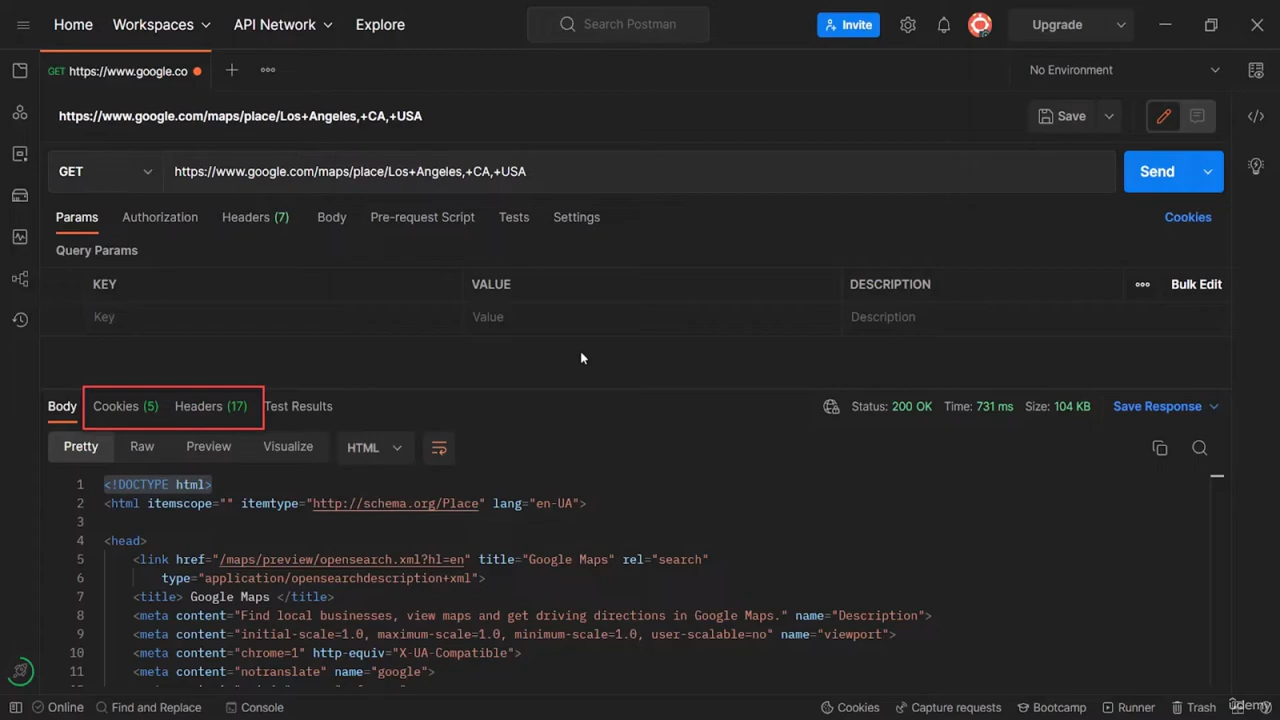 Home Workspaces API Network Explore Search Postman Invite Upgrade
GET https://www.google.co No Environment
https://www.google.com/maps/place/Los+Angeles,+CA,+USA Save
GET https://www.google.com/maps/place/Los+Angeles,+CA,+USA Send
Params Authorization Headers (7) Body Pre-request Script Tests Settings Cookies
Query Params
KEY VALUE DESCRIPTION Bulk Edit
Key Value Description
Body Cookies (5) Headers (17) Test Results Status: 200 OK Time: 731 ms Size: 104 KB Save Response
Pretty Raw Preview Visualize HTML
1 <!DOCTYPE html>
2 <html itemscope="" itemtype="http://schema.org/Place" lang="en-UA">
3
4 <head>
5 <link href="/maps/preview/opensearch.xml?hl=en" title="Google Maps" rel="search"
6 type="application/opensearchdescription+xml">
7 <title> Google Maps </title>
8 <meta content="Find local businesses, view maps and get driving directions in Google Maps." name="Description">
9 <meta content="initial-scale=1.0, maximum-scale=1.0, minimum-scale=1.0, user-scalable=no" name="viewport">
10 <meta content="chrome=1" http-equiv="X-UA-Compatible">
11 <meta content="notranslate" name="google">
Online Find and Replace Console Cookies Capture requests Bootcamp Runner Trash
udemy